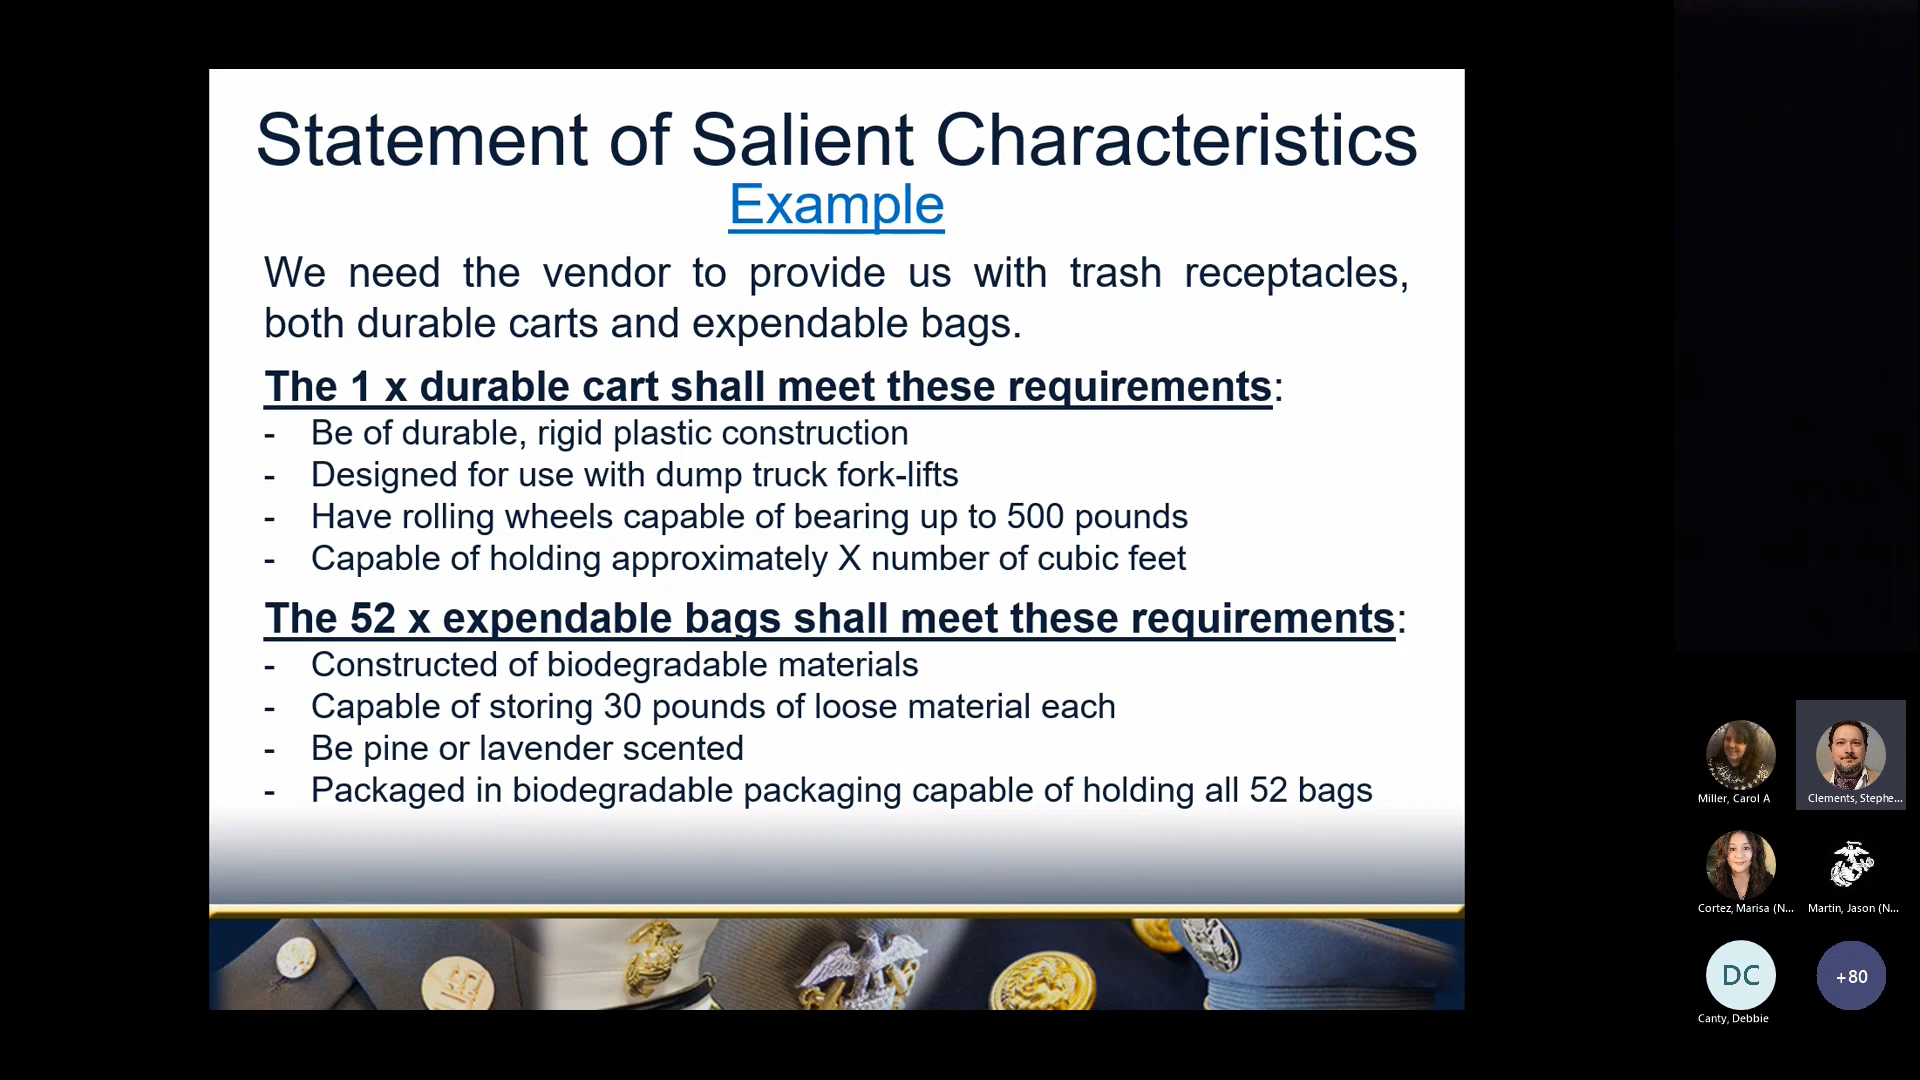 Statement of Salient Characteristics
Example
We need the vendor to provide us with trash receptacles,
both durable carts and expendable bags.
The 1 x durable cart shall meet these requirements:
- Be of durable, rigid plastic construction
- Designed for use with dump truck fork-lifts
- Have rolling wheels capable of bearing up to 500 pounds
- Capable of holding approximately X number of cubic feet
The 52 x expendable bags shall meet these requirements:
- Constructed of biodegradable materials
- Capable of storing 30 pounds of loose material each
- Be pine or lavender scented
- Packaged in biodegradable packaging capable of holding all 52 bags
US
Miller, Carol A
Clements, Stephe...
Cortez, Marisa (N...
Martin, Jason (N...
DC
Canty, Debbie
+80